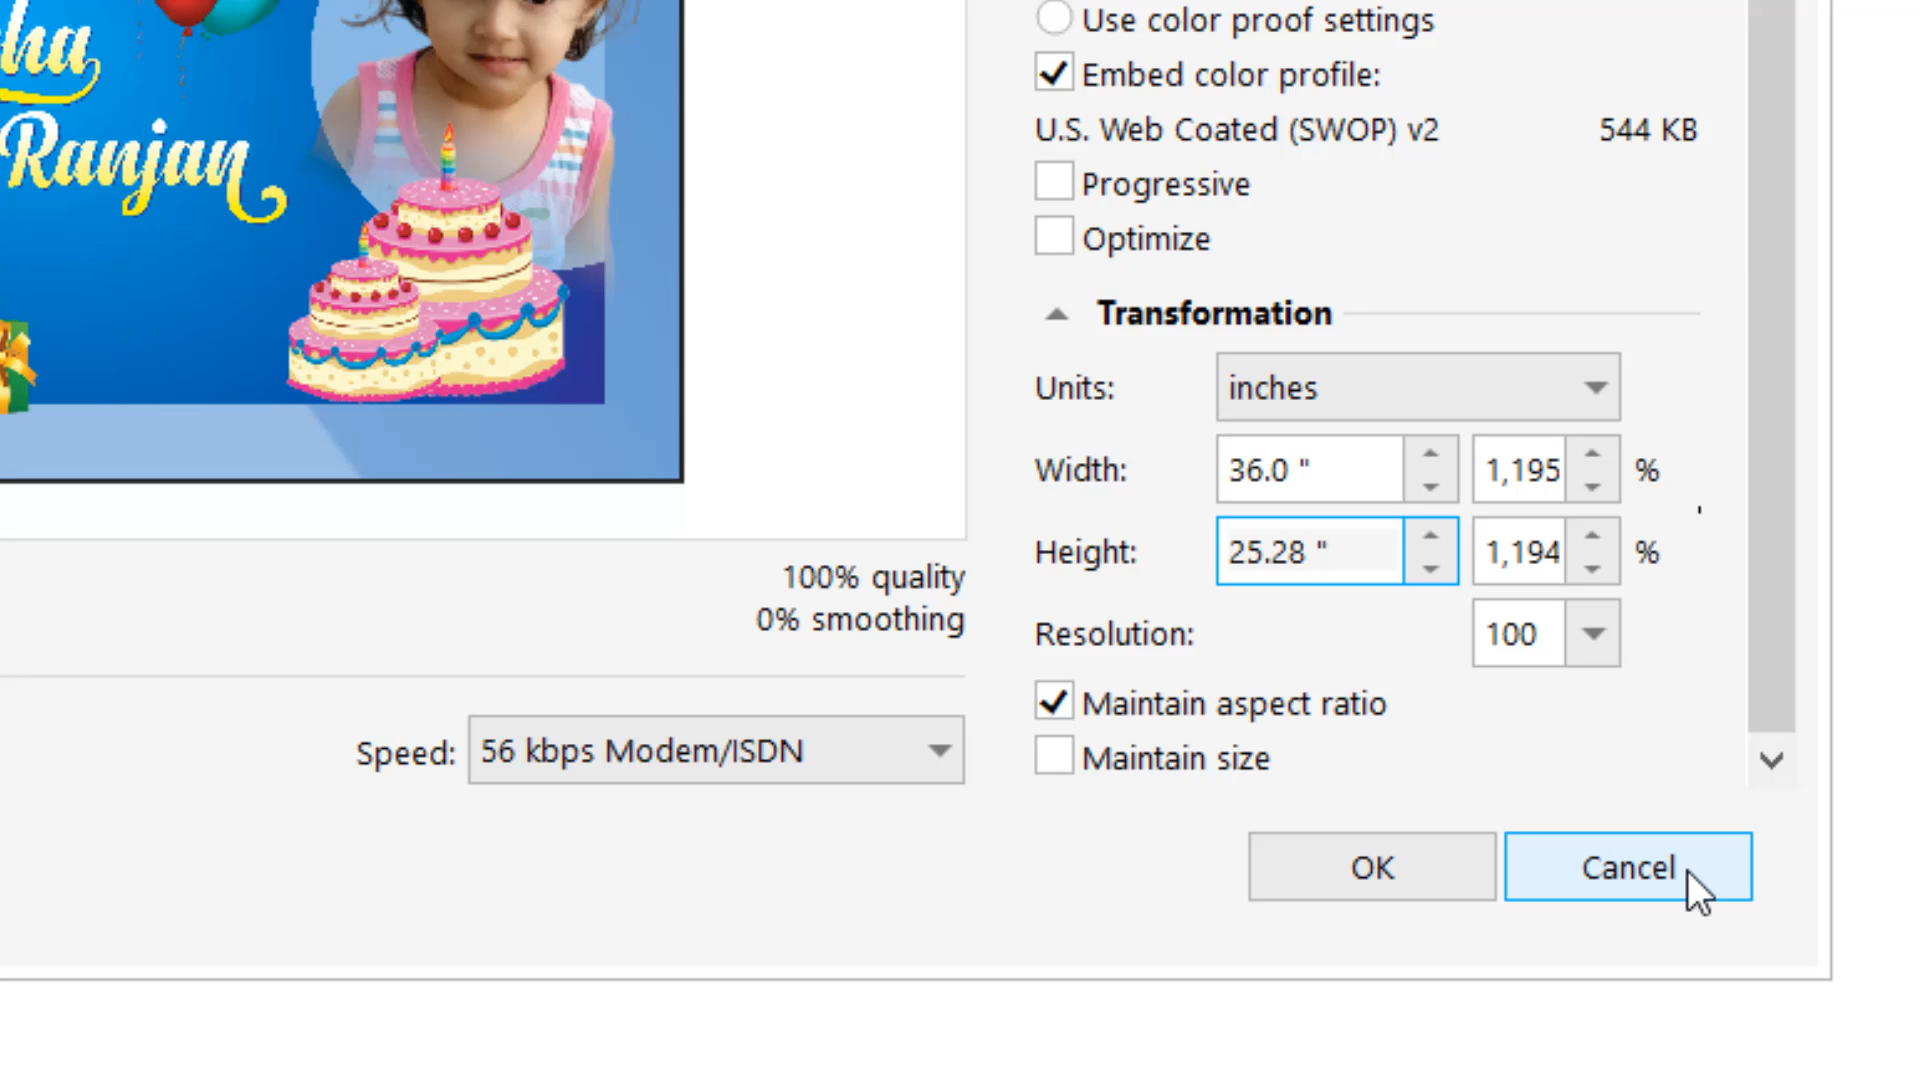 ha
Ranjan
Use color proof settings
Embed color profile:
U.S. Web Coated (SWOP) v2 544 KB
Progressive
Optimize
Transformation
Units: inches
Width: 36.0 " 1,195 %
Height: 25.28 " 1,194 %
Resolution: 100
Maintain aspect ratio
Maintain size
100% quality
0% smoothing
Speed: 56 kbps Modem/ISDN
OK Cancel